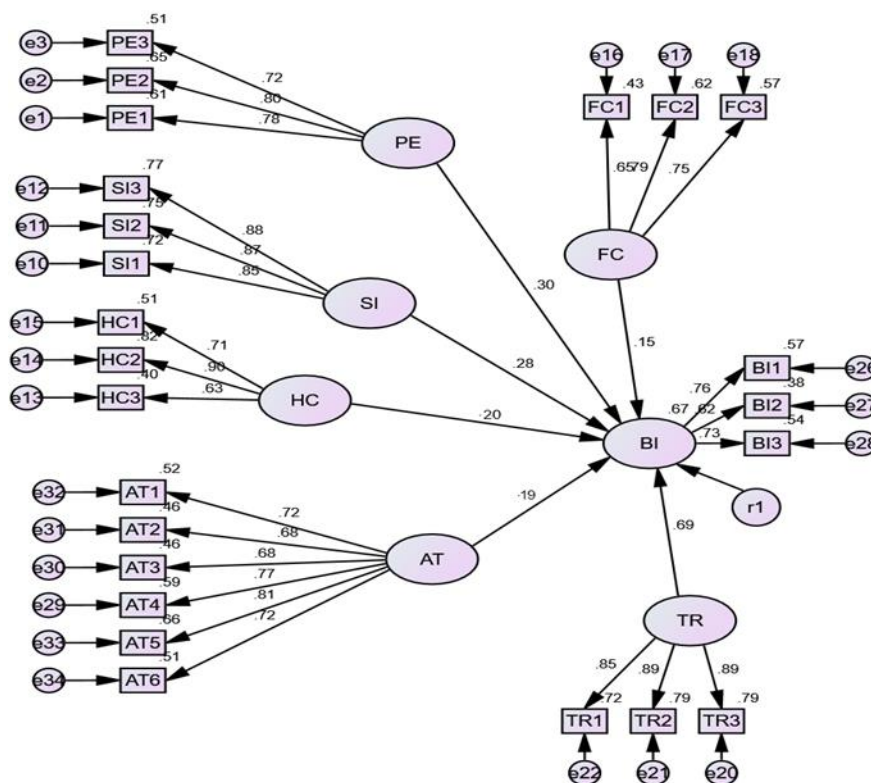 .51
e3 PE3
.72
.65
e2 PE2
.80
.61
e1 PE1
.78
PE
e16 e17 e18
.43 .62 .57
FC1 FC2 FC3
.65 .79 .75
FC
.77
e12 SI3
.88
.75
e11 SI2
.87
.72
e10 SI1
.85
SI
.30
.28
.15
.51
e15 HC1
.71
.82
e14 HC2
.90
.40
e13 HC3
.63
HC
.20
.57
BI1 e26
.76
.38
.67 .62
BI2 e27
.54
.73
BI3 e28
BI
r1
.52
e32 AT1
.72
.46
e31 AT2
.68
.46
e30 AT3
.68
.59
e29 AT4
.77
.66
e33 AT5
.81
.51
e34 AT6
.72
AT
.19
.69
TR
.85 .89 .89
.72 .79 .79
TR1 TR2 TR3
e22 e21 e20